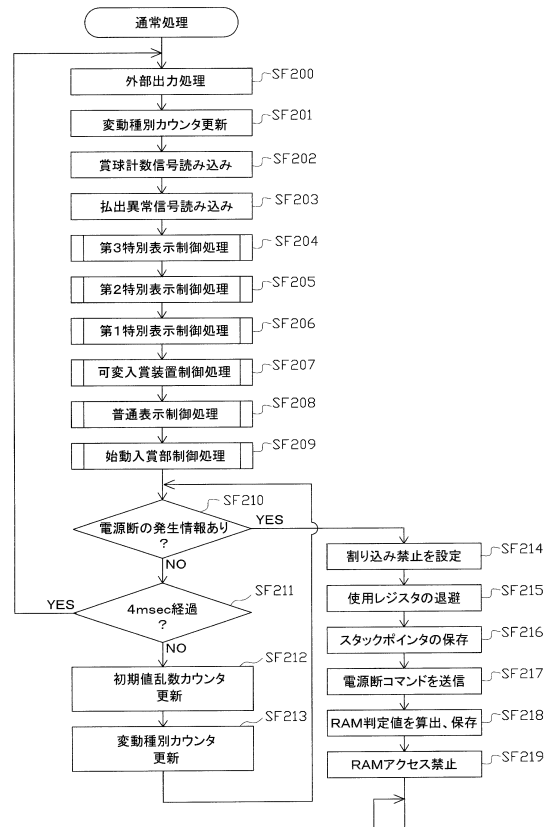 通常処理
外部出力処理 SF200
変動種別カウンタ更新 SF201
賞球計数信号読み込み SF202
払出異常信号読み込み SF203
第3特別表示制御処理 SF204
第2特別表示制御処理 SF205
第1特別表示制御処理 SF206
可変入賞装置制御処理 SF207
普通表示制御処理 SF208
始動入賞部制御処理 SF209
SF210
電源断の発生情報あり
?
YES
NO
SF211
4msec経過
?
YES
NO
初期値乱数カウンタ
更新
SF212
変動種別カウンタ
更新
SF213
割り込み禁止を設定 SF214
使用レジスタの退避 SF215
スタックポインタの保存 SF216
電源断コマンドを送信 SF217
RAM判定値を算出、保存 SF218
RAMアクセス禁止 SF219